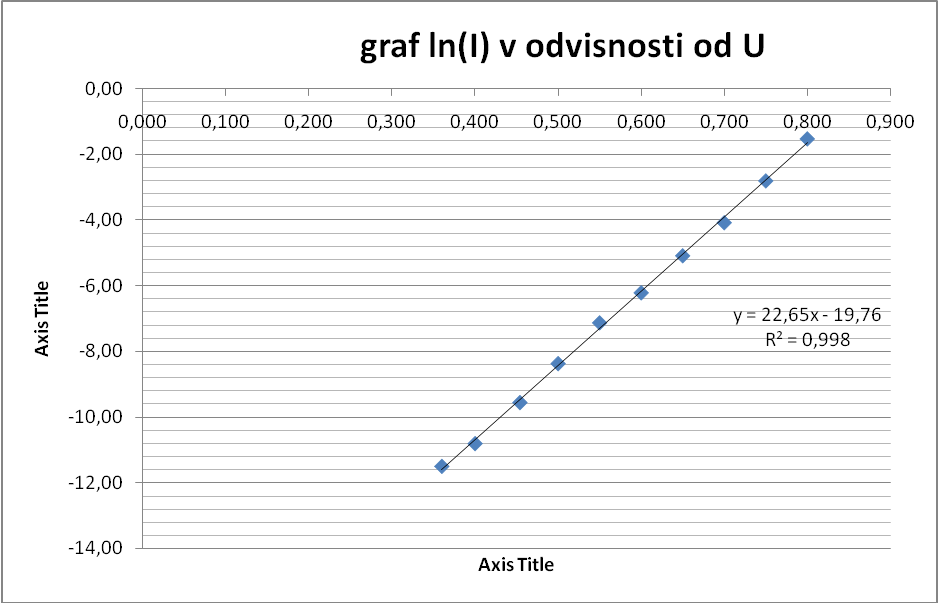 graf ln(I) v odvisnosti od U
0,00
0,000 0,100 0,200 0,300 0,400 0,500 0,600 0,700 0,800 0,900
-2,00
-4,00
-6,00
-8,00
-10,00
-12,00
-14,00
Axis Title
y = 22,65x - 19,76
R² = 0,998
Axis Title